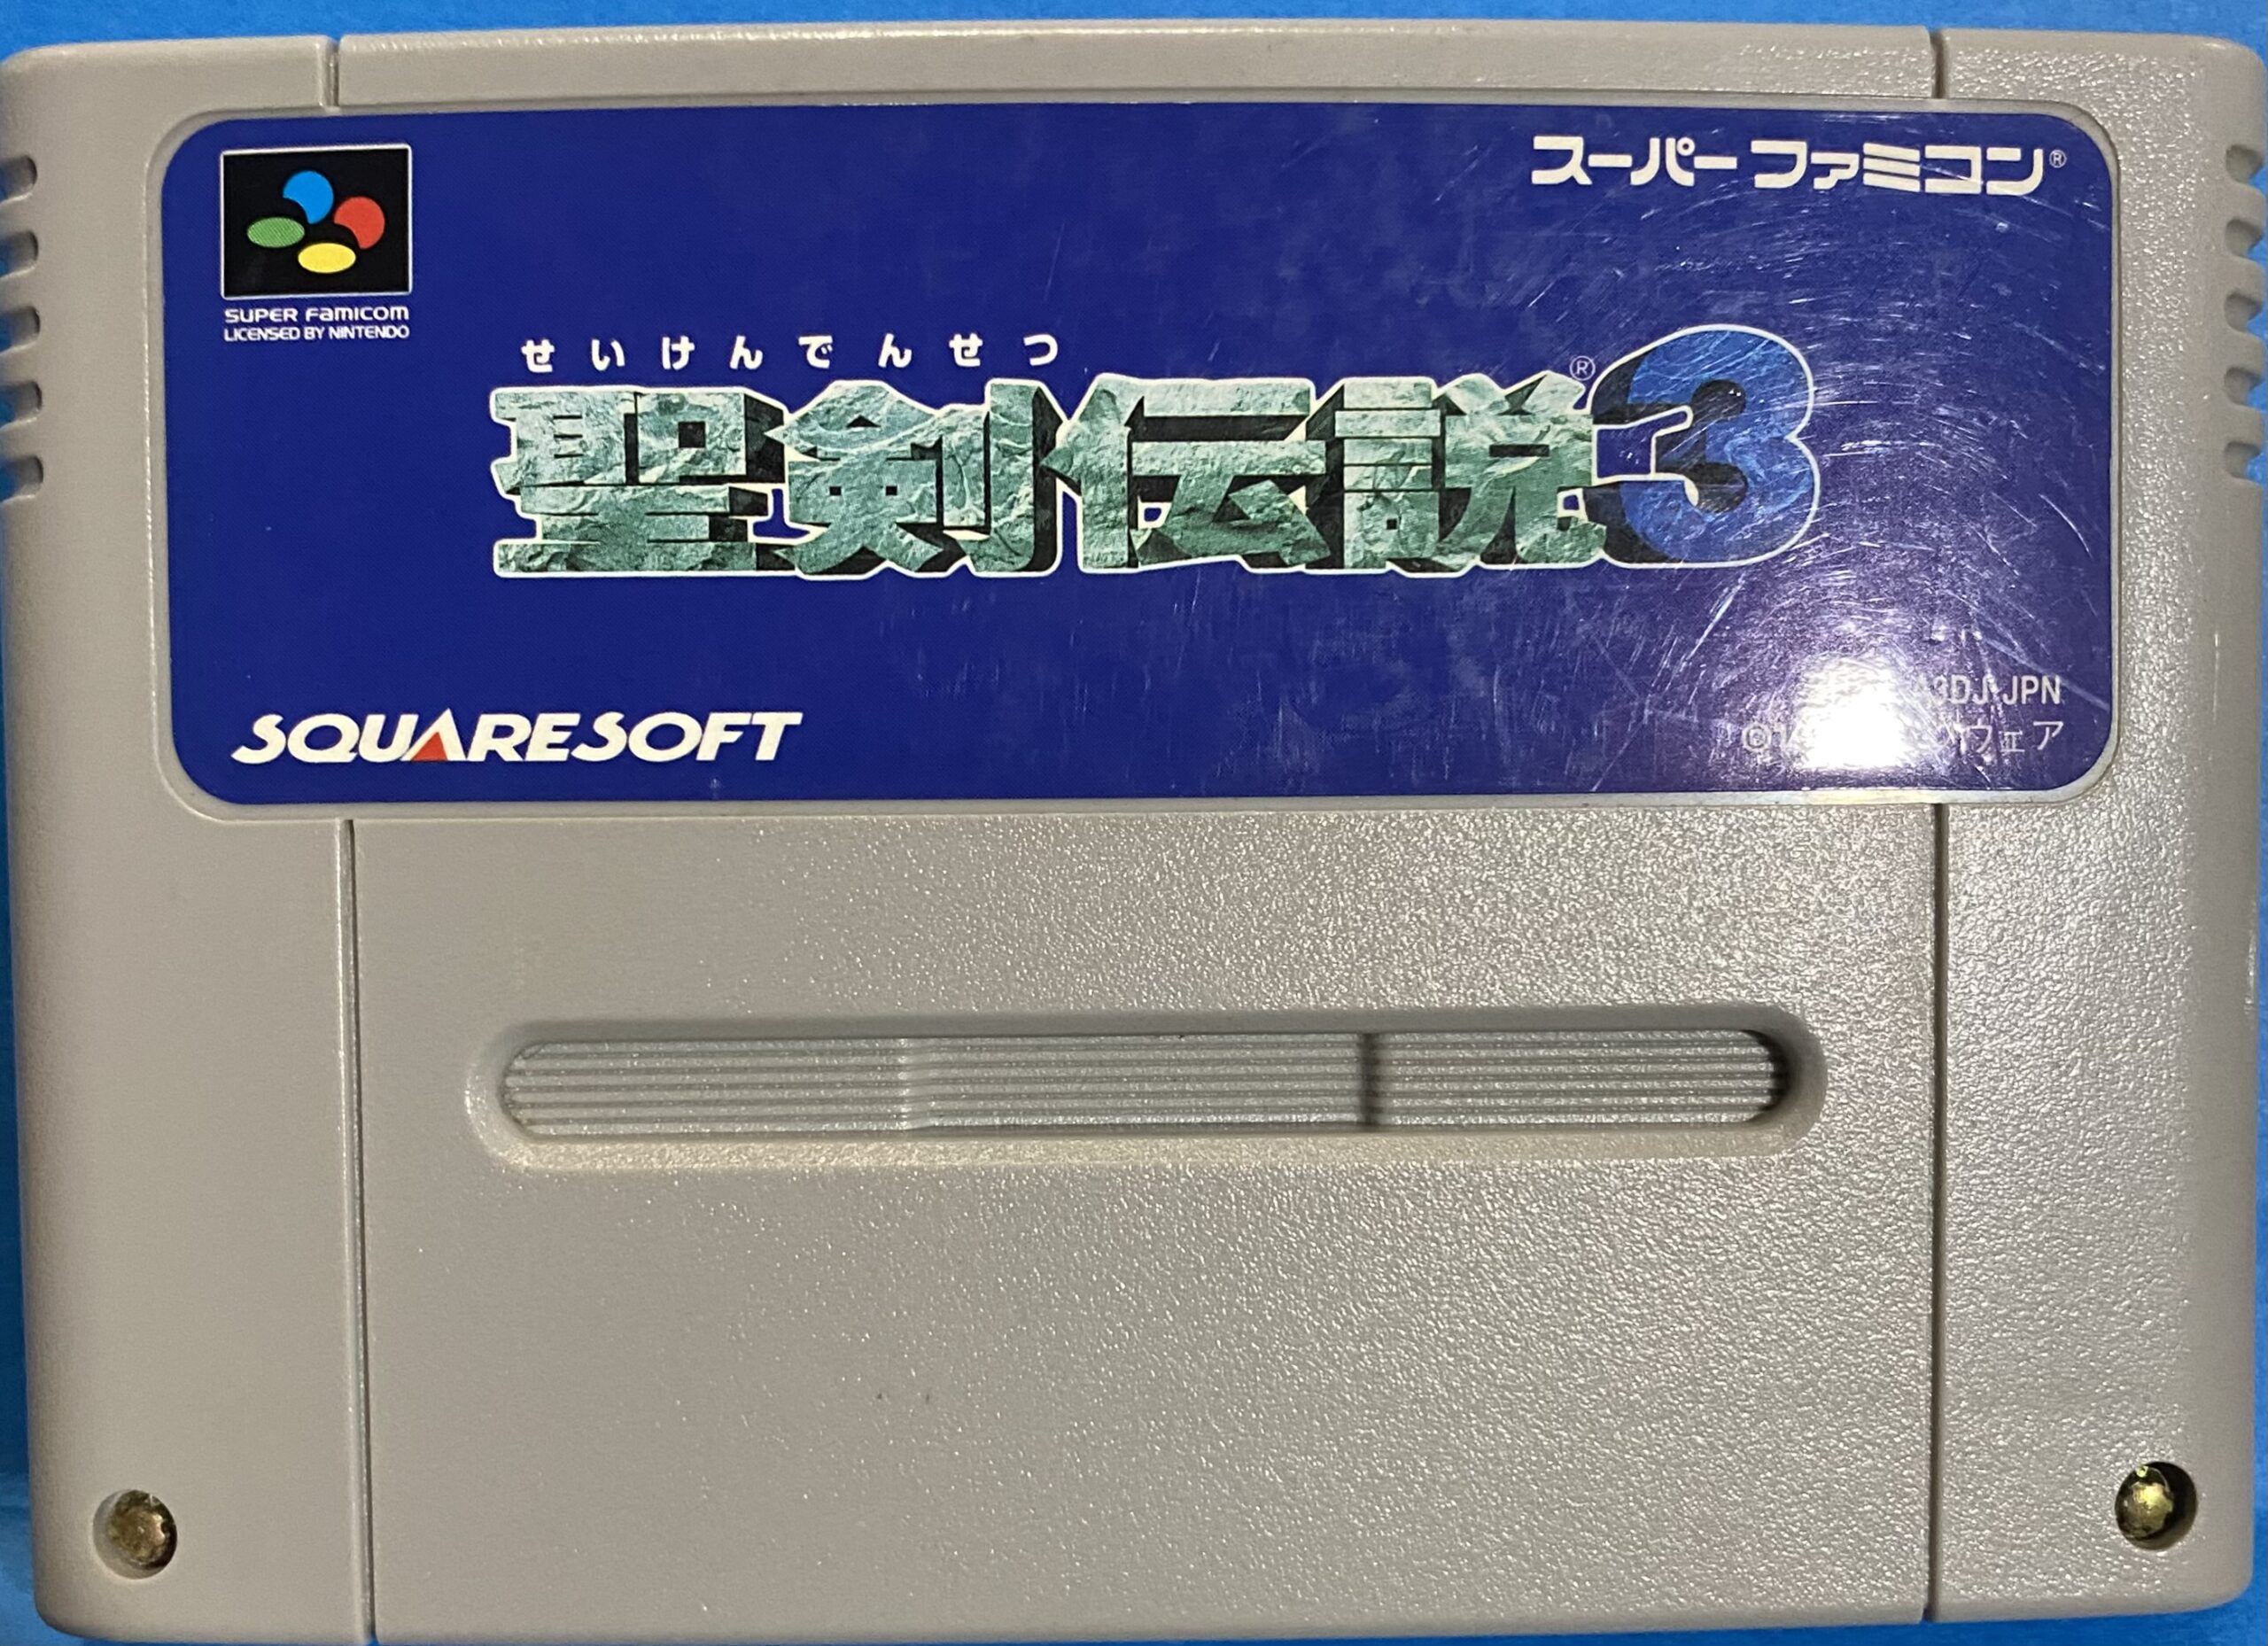 スーパーファミコン®
SUPER FAMICOM
LICENSED BY NINTENDO
せいけんでんせつ
聖剣伝説®3
SQUARESOFT
JPN